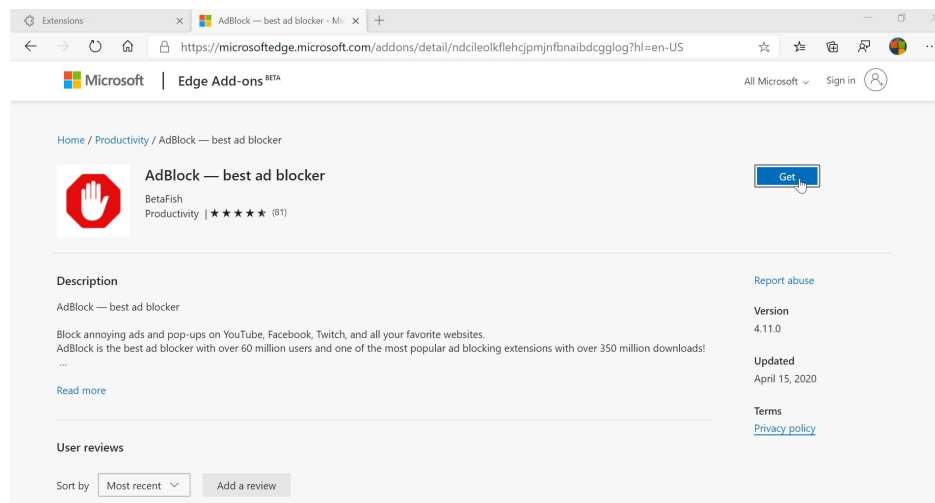 Extensions
AdBlock — best ad blocker - Mic
https://microsoftedge.microsoft.com/addons/detail/ndcileolkflehcjpmjnfbnaibdcgglog?hl=en-US
Microsoft | Edge Add-ons BETA
All Microsoft
Sign in
Home / Productivity / AdBlock — best ad blocker
AdBlock — best ad blocker
BetaFish
Productivity | ★ ★ ★ ★ ★ (81)
Get
Description
AdBlock — best ad blocker
Block annoying ads and pop-ups on YouTube, Facebook, Twitch, and all your favorite websites.
AdBlock is the best ad blocker with over 60 million users and one of the most popular ad blocking extensions with over 350 million downloads!
...
Read more
Report abuse
Version
4.11.0
Updated
April 15, 2020
Terms
Privacy policy
User reviews
Sort by
Most recent
Add a review